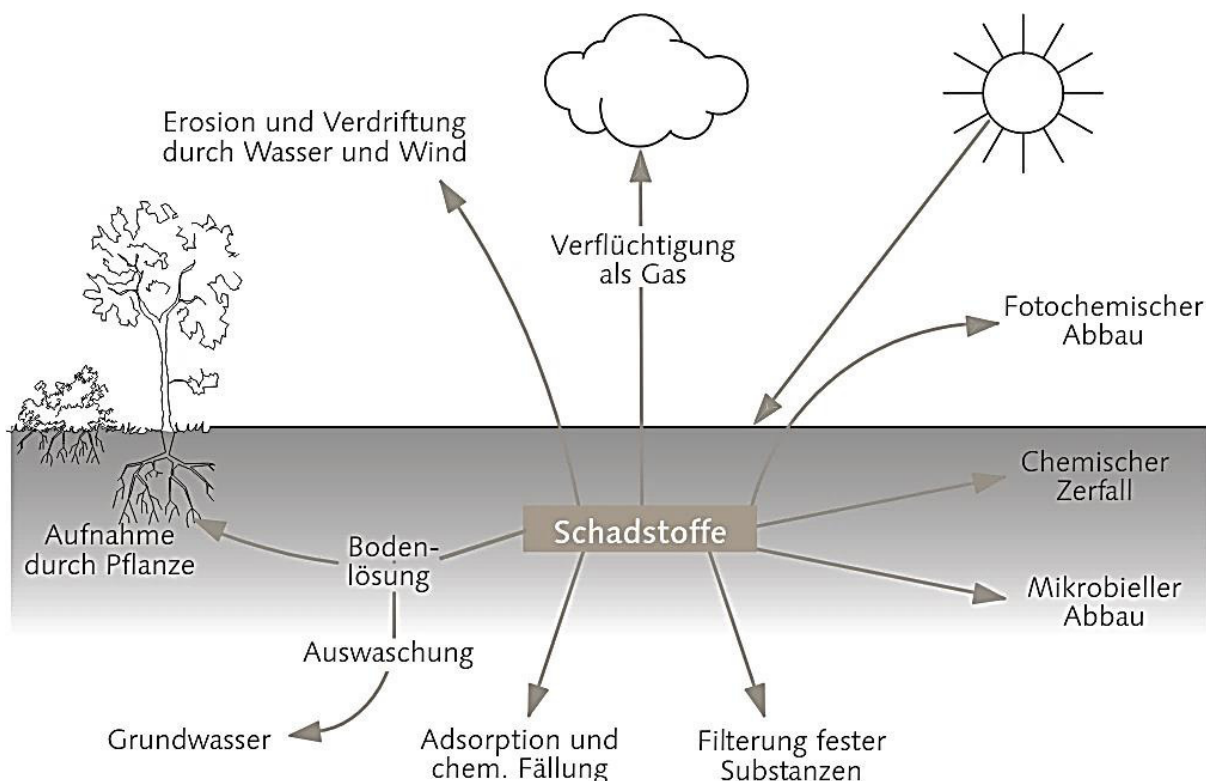 Erosion und Verdriftung
durch Wasser und Wind
Verflüchtigung
als Gas
Fotochemischer
Abbau
Chemischer
Zerfall
Schadstoffe
Aufnahme
durch Pflanze
Boden-
lösung
Mikrobieller
Abbau
Auswaschung
Grundwasser
Adsorption und
chem. Fällung
Filterung fester
Substanzen